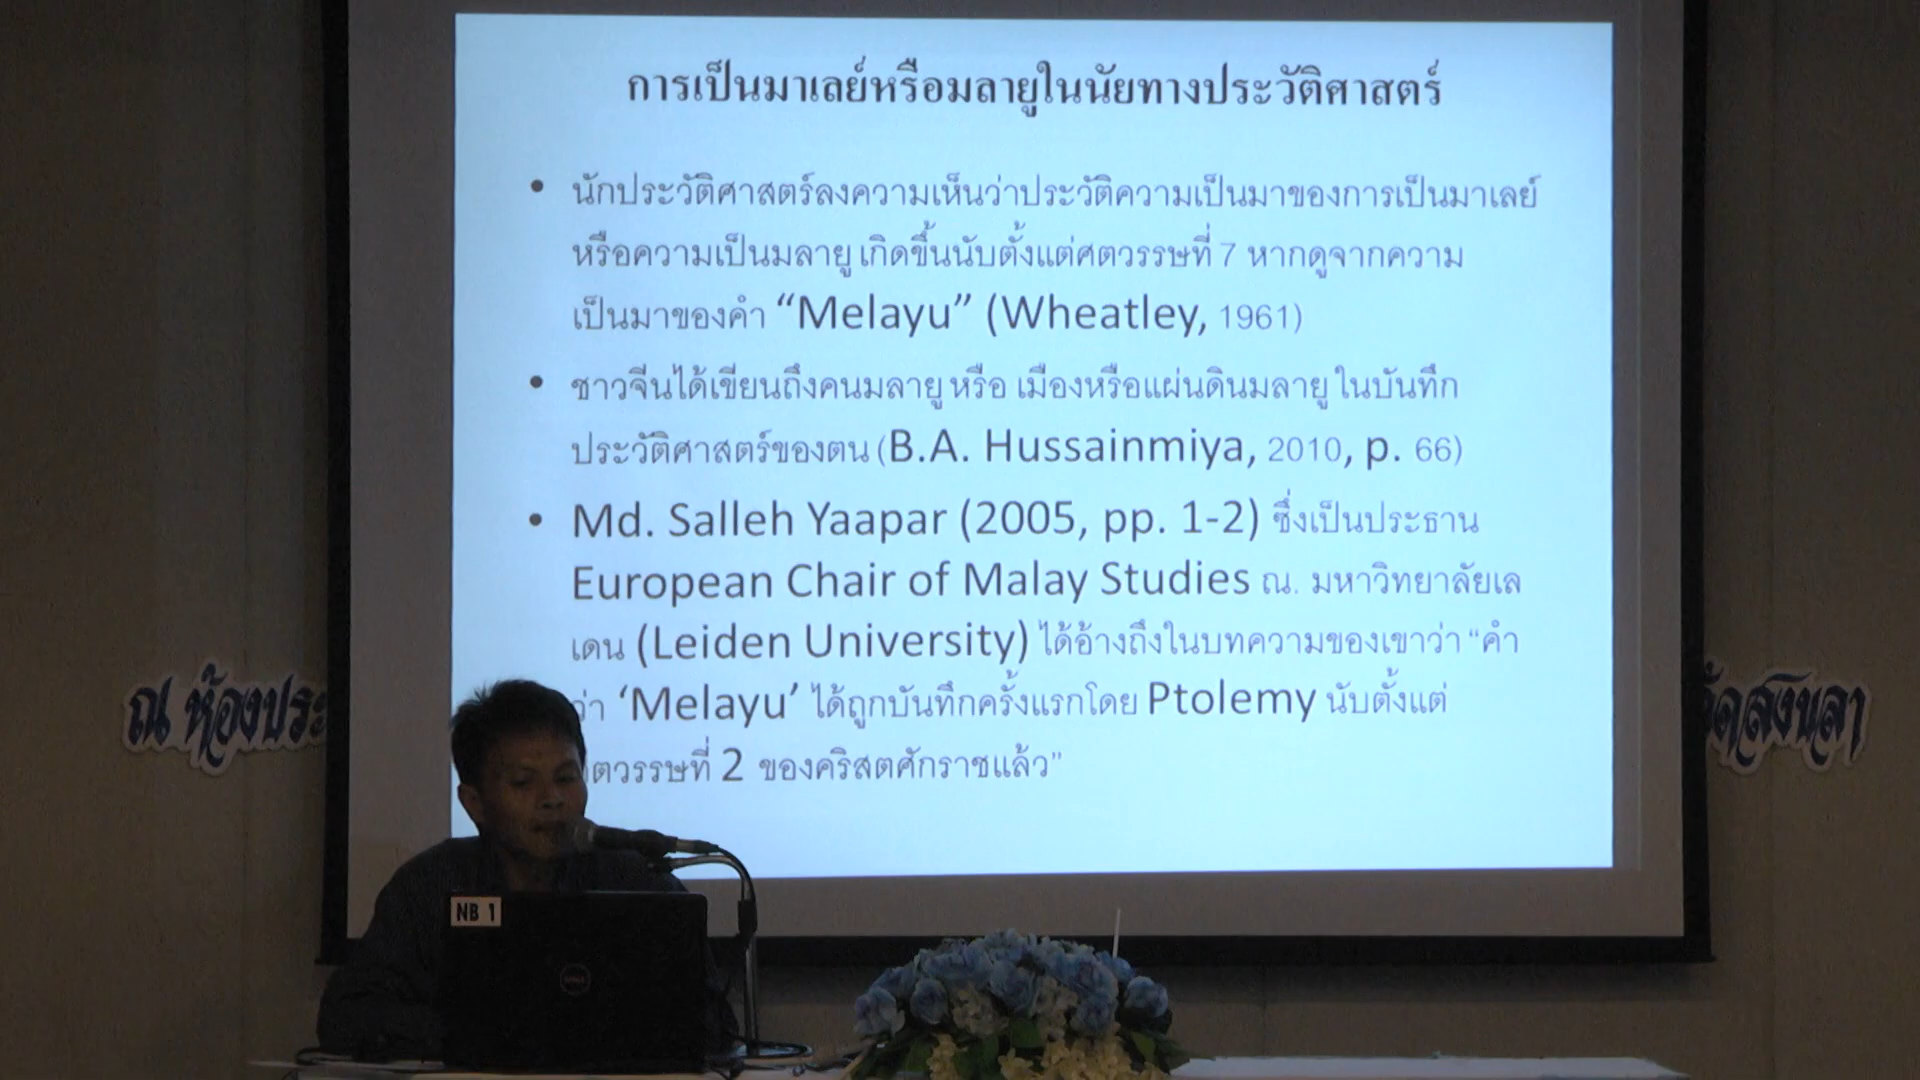 การเป็นมาเลย์หรือมลายูในนัยทางประวัติศาสตร์
• นักประวัติศาสตร์ลงความเห็นว่าประวัติความเป็นมาของการเป็นมาเลย์
หรือความเป็นมลายู เกิดขึ้นนับตั้งแต่ศตวรรษที่ 7 หากดูจากความ
เป็นมาของคำ “Melayu” (Wheatley, 1961)
• ชาวจีนได้เขียนถึงคนมลายู หรือ เมืองหรือแผ่นดินมลายู ในบันทึก
ประวัติศาสตร์ของตน (B.A. Hussainmiya, 2010, p. 66)
• Md. Salleh Yaapar (2005, pp. 1-2) ซึ่งเป็นประธาน
European Chair of Malay Studies ณ. มหาวิทยาลัยเล
เดน (Leiden University) ได้อ้างถึงในบทความของเขาว่า “คำ
ว่า ‘Melayu’ ได้ถูกบันทึกครั้งแรกโดย Ptolemy นับตั้งแต่
ตวรรษที่ 2 ของคริสตศักราชแล้ว”
ณ ห้องประ
สงขลา
NB 1
DELL